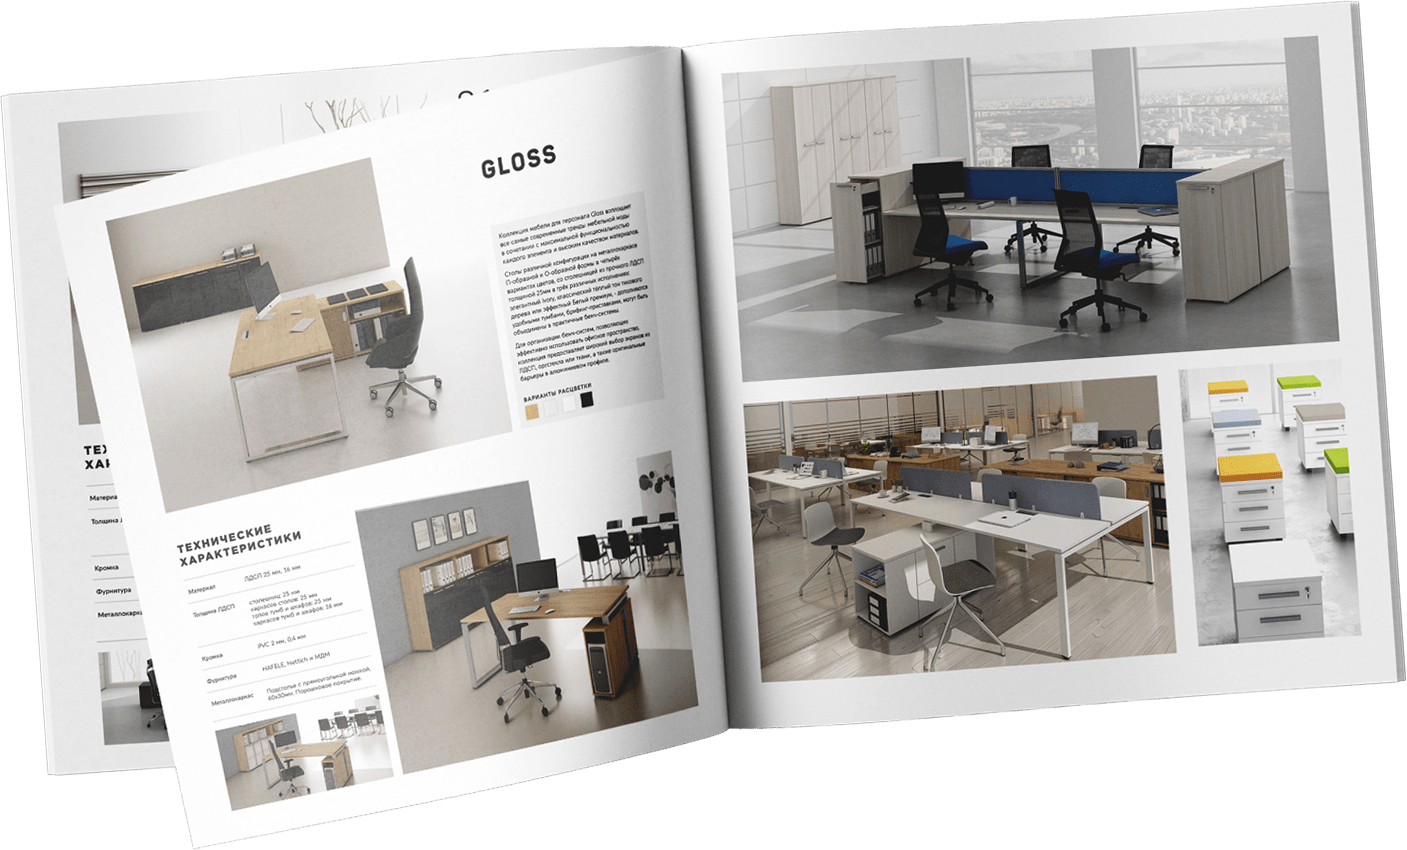 GLOSS
Коллекция мебели для персонала Gloss воплощает
все самые современные тренды мебельной моды
в сочетании с максимальной функциональностью
каждого элемента и высоким качеством материалов.
Столы различной конфигурации на металлокаркасе
П-образной и О-образной формы в четырёх
вариантах цветов, со столешницей из прочного ЛДСП
толщиной 25мм в трёх различных исполнениях:
элегантный Ivory, классический тёплый тон тикового
дерева или эффектный Белый премиум, - дополняются
удобными тумбами, брифинг-приставками, могут быть
объединены в практичные бенч-системы.
Для организации бенч-систем, позволяющих
эффективно использовать офисное пространство,
коллекция предоставляет широкий выбор экранов из
ЛДСП, оргстекла или ткани, а также оригинальные
барьеры в алюминиевом профиле.
ВАРИАНТЫ РАСЦВЕТКИ
ТЕХНИЧЕСКИЕ
ХАРАКТЕРИСТИКИ
Материал ЛДСП 25 мм, 16 мм
Толщина ЛДСП столешниц: 25 мм
каркасов столов: 25 мм
топов тумб и шкафов: 25 мм
каркасов тумб и шкафов: 16 мм
Кромка PVC 2 мм, 0,4 мм
Фурнитура HAFELE, Hettich и МДМ
Металлокаркас Подстолье с прямоугольной ножкой,
60х30мм. Порошковое покрытие.
ТЕХ
ХАР
Материа
Толщина Л
Кромка
Фурнитура
Металлокарка